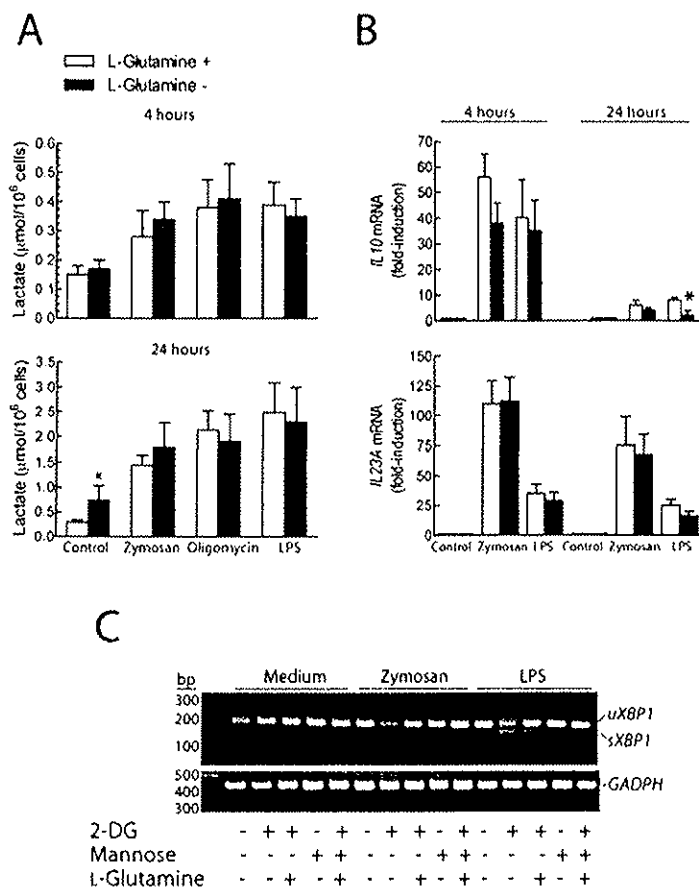 A
L-Glutamine +
L-Glutamine -
4 hours
Lactate (μmol/10⁶ cells)
0.6
0.5
0.4
0.3
0.2
0.1
0.0
24 hours
Lactate (μmol/10⁶ cells)
3.5
3.0
2.5
2.0
1.5
1.0
0.5
0.0
*
Control Zymosan Oligomycin LPS
B
4 hours 24 hours
IL10 mRNA
(fold-induction)
70
60
50
40
30
20
10
0
*
IL23A mRNA
(fold-induction)
150
125
100
75
50
25
0
Control Zymosan LPS Control Zymosan LPS
C
bp Medium Zymosan LPS
300
200
100
uXBP1
sXBP1
500
400
300
GADPH
2-DG - + + - + - + + - + - + + - +
Mannose - - - + + - - - + + - - - + +
L-Glutamine - - + - + - - + - + - - + - +